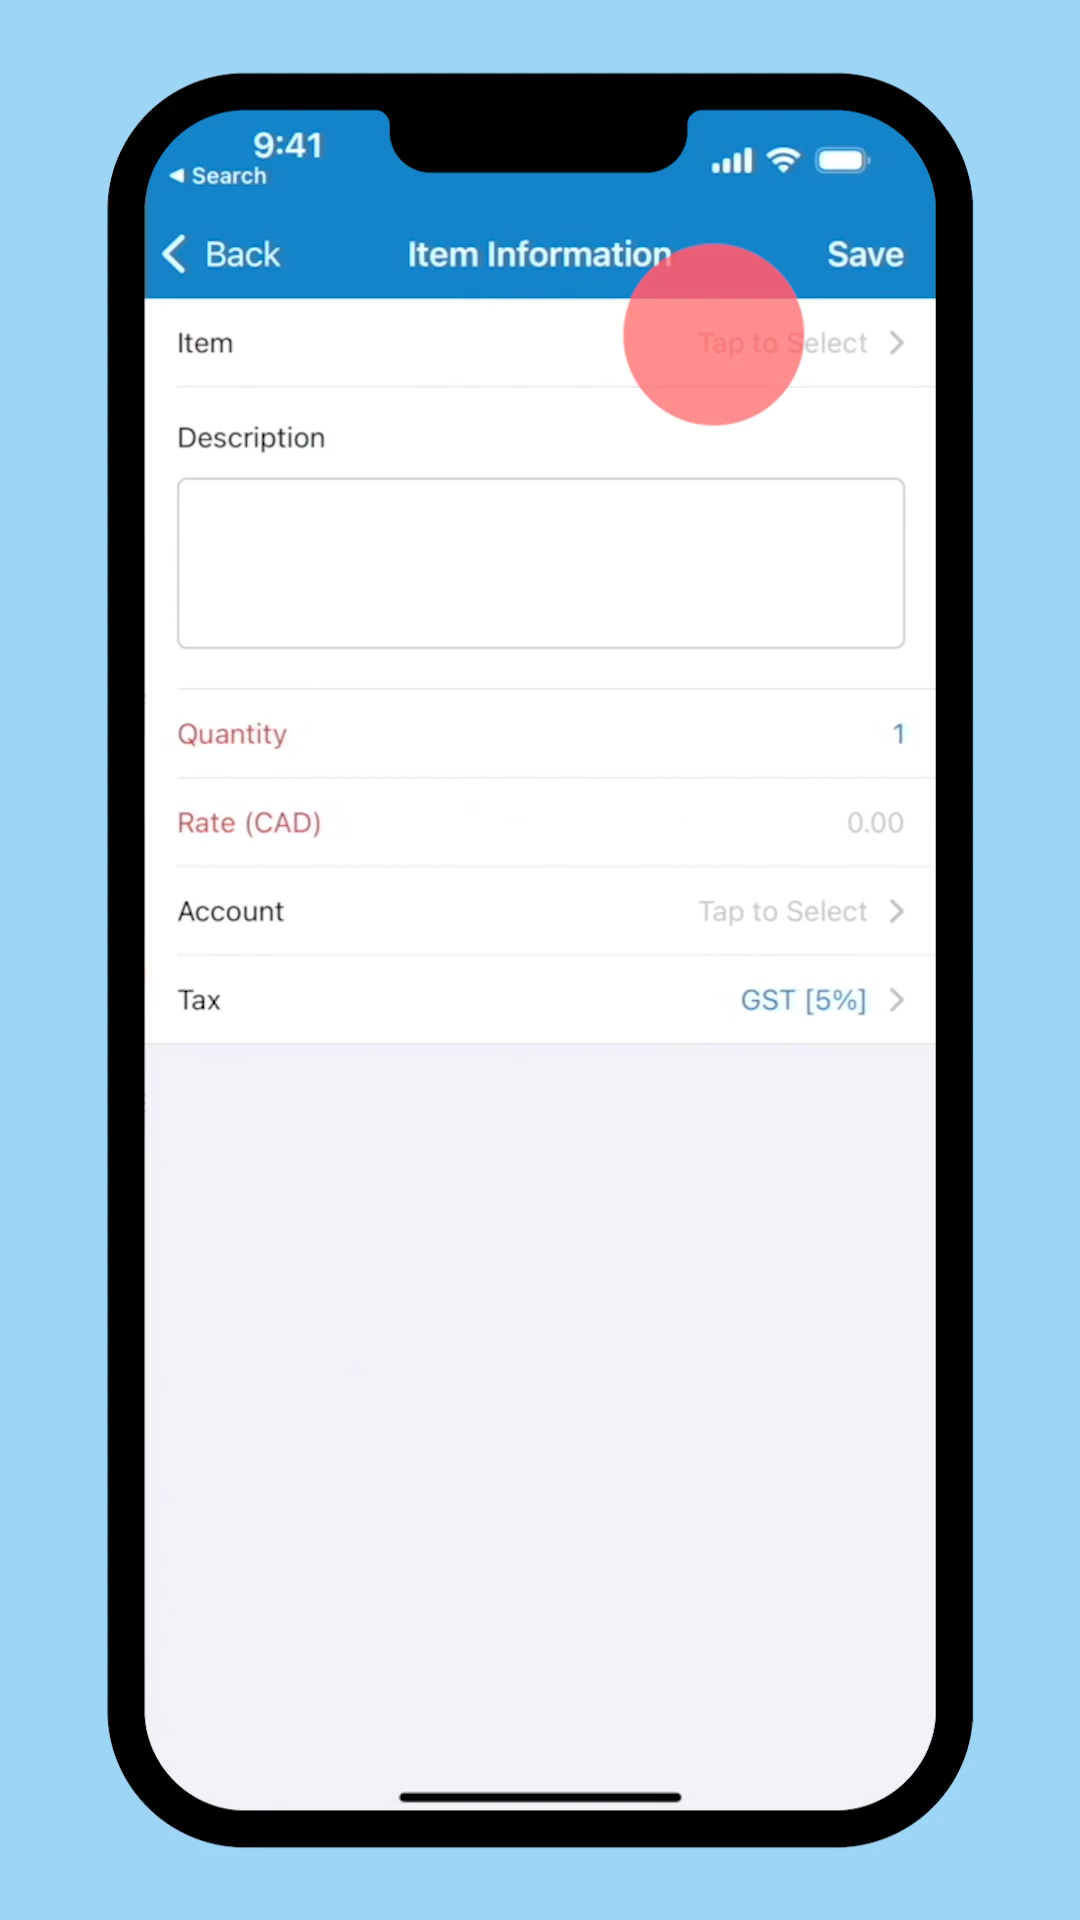 9:41
◀ Search
Back Item Information Save
Item Tap to Select
Description
Quantity 1
Rate (CAD) 0.00
Account Tap to Select
Tax GST [5%]